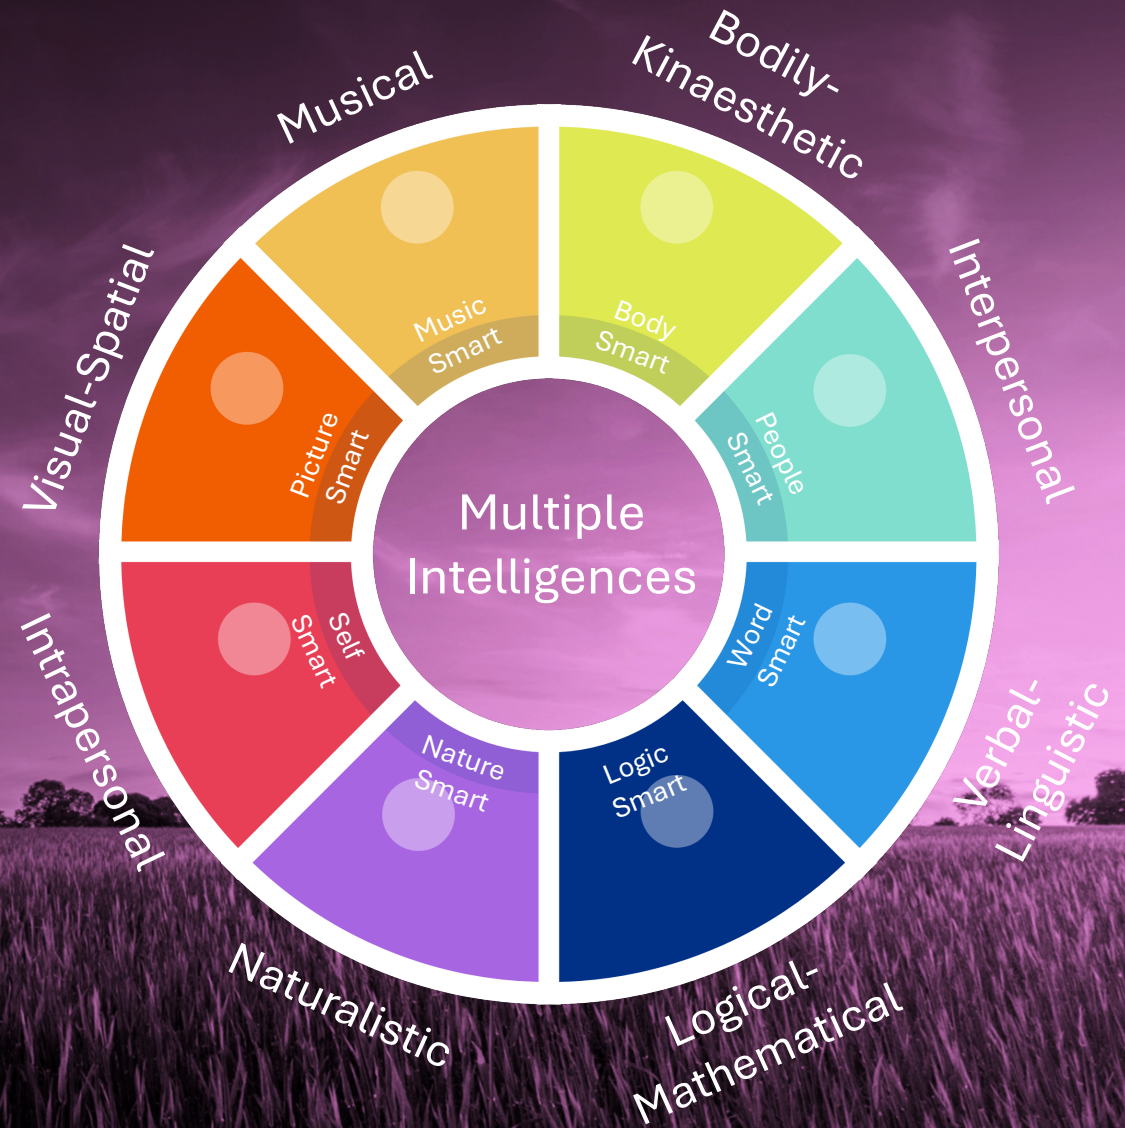 Bodily-
Kinaesthetic
Musical
Interpersonal
Visual-Spatial
Music
Smart
Body
Smart
Picture
Smart
People
Smart
Multiple
Intelligences
Self
Smart
Word
Smart
Intrapersonal
Verbal-
Linguistic
Nature
Smart
Logic
Smart
Naturalistic
Logical-
Mathematical